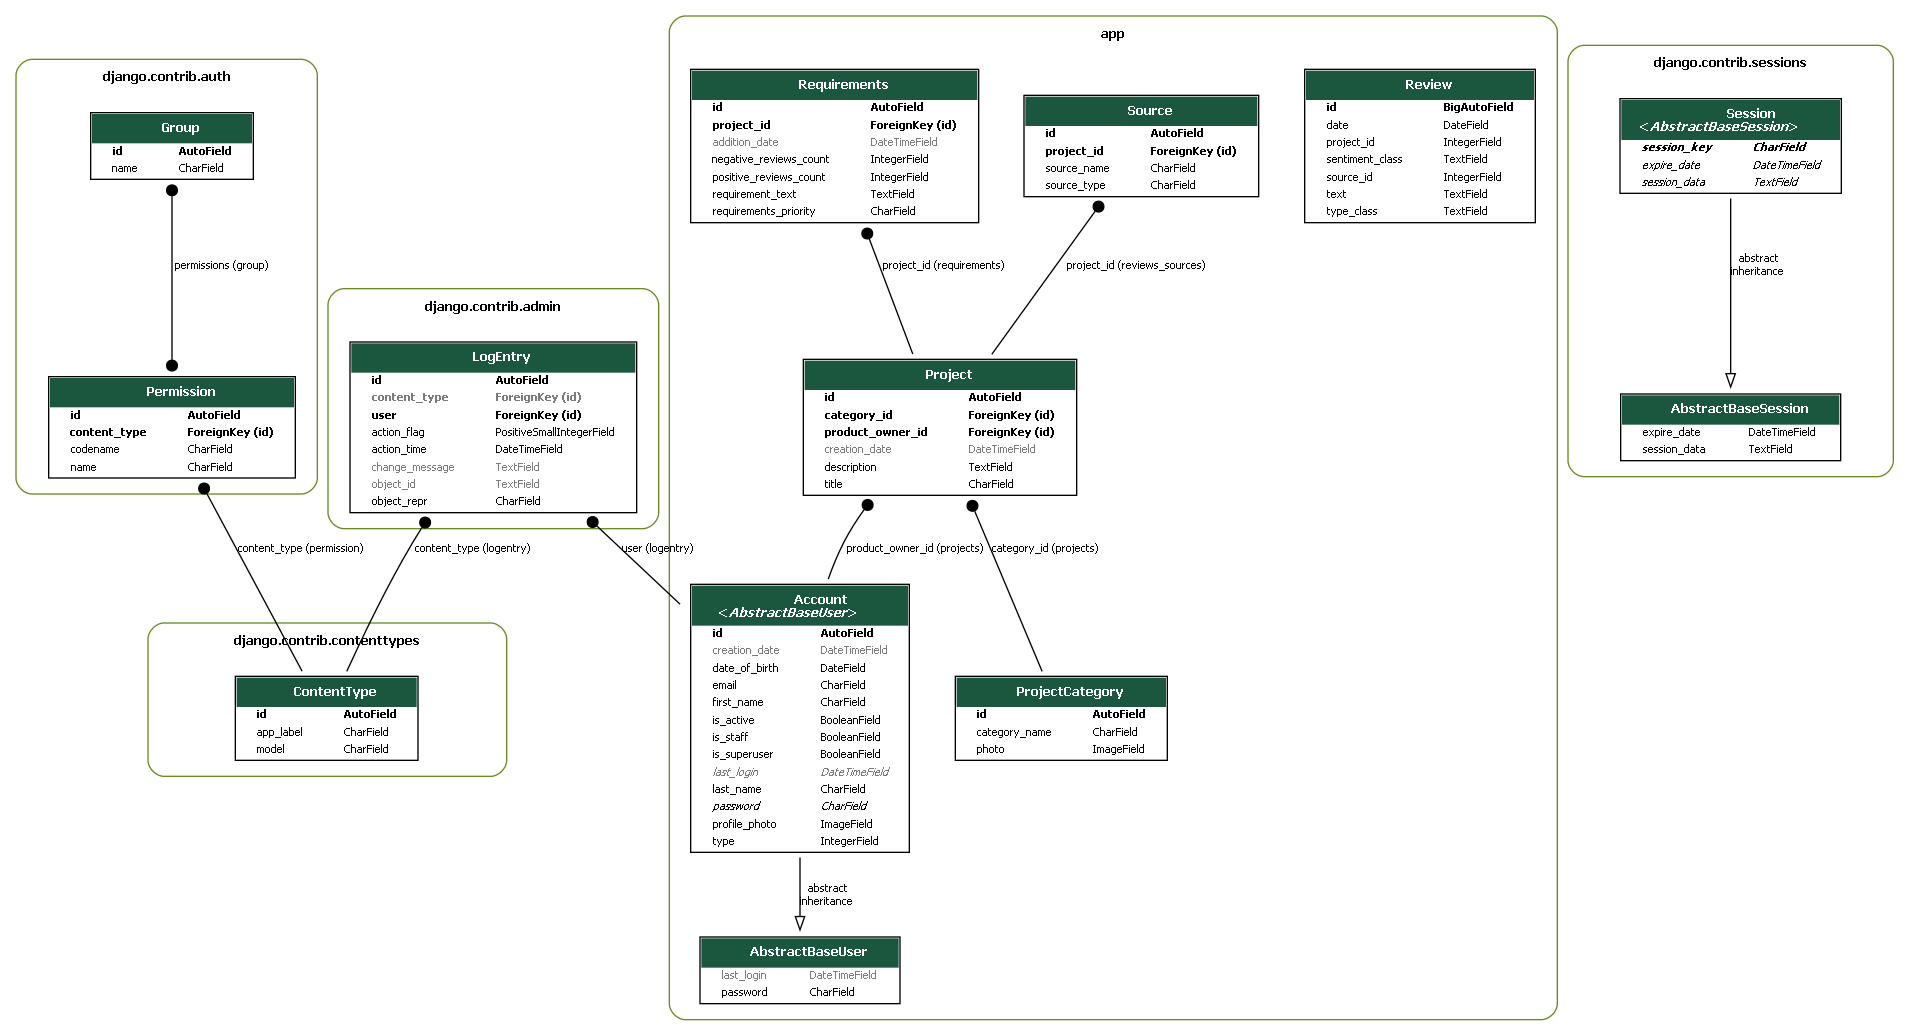 django.contrib.auth
Group
id AutoField
name CharField
permissions (group)
Permission
id AutoField
content_type ForeignKey (id)
codename CharField
name CharField
content_type (permission)
django.contrib.admin
LogEntry
id AutoField
content_type ForeignKey (id)
user ForeignKey (id)
action_flag PositiveSmallIntegerField
action_time DateTimeField
change_message TextField
object_id TextField
object_repr CharField
content_type (logentry)
user (logentry)
django.contrib.contenttypes
ContentType
id AutoField
app_label CharField
model CharField
app
Requirements
id AutoField
project_id ForeignKey (id)
addition_date DateTimeField
negative_reviews_count IntegerField
positive_reviews_count IntegerField
requirement_text TextField
requirements_priority CharField
project_id (requirements)
Source
id AutoField
project_id ForeignKey (id)
source_name CharField
source_type CharField
project_id (reviews_sources)
Review
id BigAutoField
date DateField
project_id IntegerField
sentiment_class TextField
source_id IntegerField
text TextField
type_class TextField
Project
id AutoField
category_id ForeignKey (id)
product_owner_id ForeignKey (id)
creation_date DateTimeField
description TextField
title CharField
product_owner_id (projects)
category_id (projects)
Account
<AbstractBaseUser>
id AutoField
creation_date DateTimeField
date_of_birth DateField
email CharField
first_name CharField
is_active BooleanField
is_staff BooleanField
is_superuser BooleanField
last_login DateTimeField
last_name CharField
password CharField
profile_photo ImageField
type IntegerField
abstract
inheritance
AbstractBaseUser
last_login DateTimeField
password CharField
ProjectCategory
id AutoField
category_name CharField
photo ImageField
django.contrib.sessions
Session
<AbstractBaseSession>
session_key CharField
expire_date DateTimeField
session_data TextField
abstract
inheritance
AbstractBaseSession
expire_date DateTimeField
session_data TextField